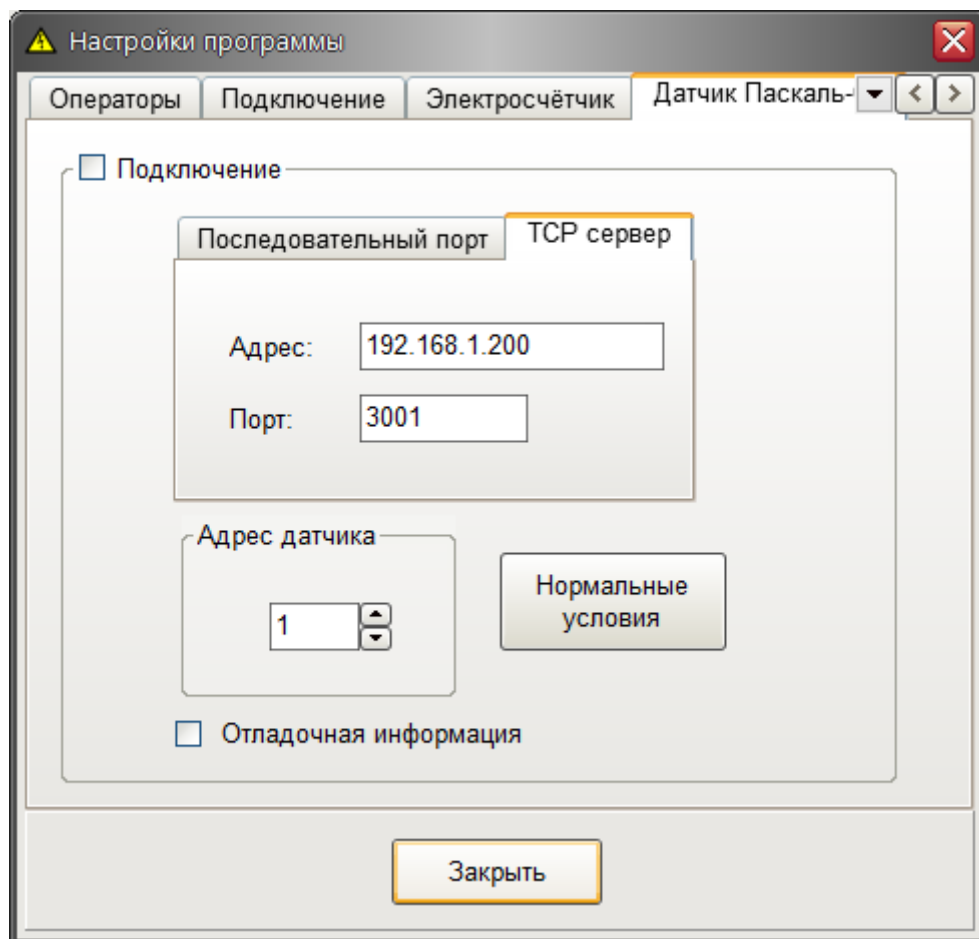 Настройки программы
Операторы Подключение Электросчётчик Датчик Паскаль-
Подключение
Последовательный порт TCP сервер
Адрес: 192.168.1.200
Порт: 3001
Адрес датчика
1
Нормальные
условия
Отладочная информация
Закрыть